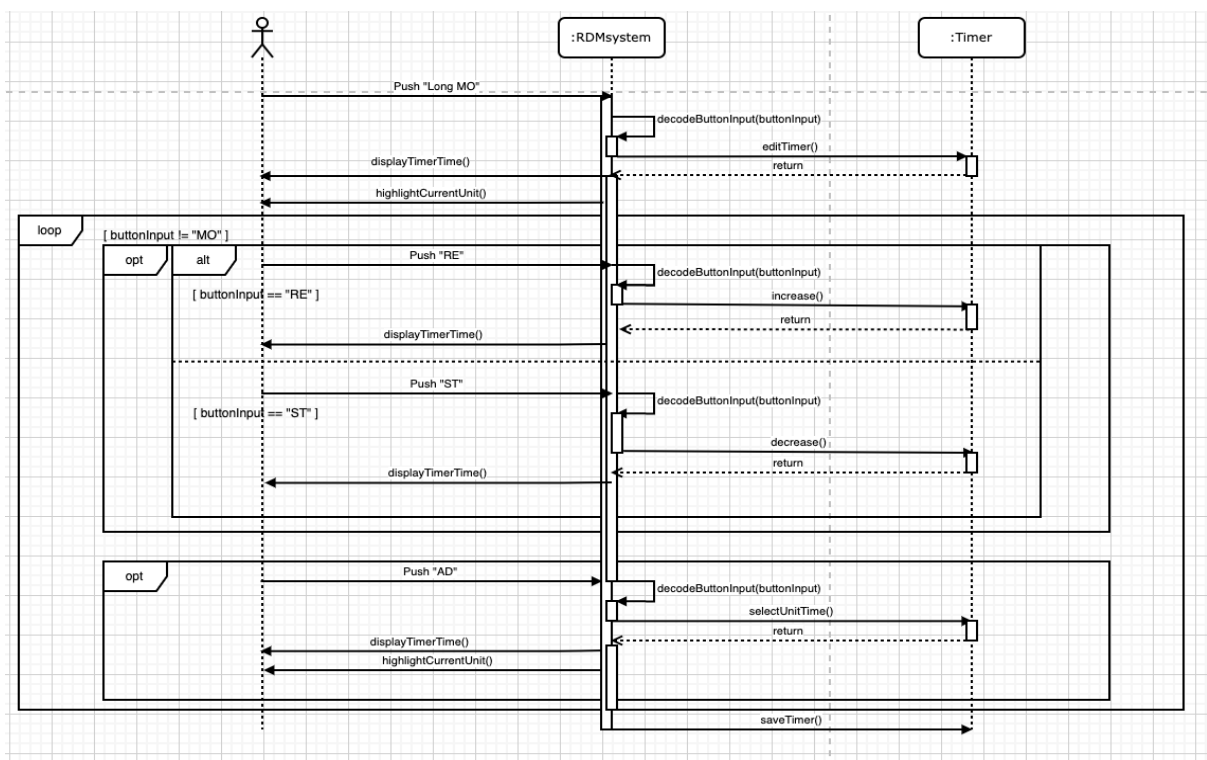 :RDMsystem
:Timer
Push "Long MO"
decodeButtonInput(buttonInput)
editTimer()
displayTimerTime()
return
highlightCurrentUnit()
loop
[ buttonInput != "MO" ]
opt
alt
Push "RE"
decodeButtonInput(buttonInput)
[ buttonInput == "RE" ]
increase()
return
displayTimerTime()
Push "ST"
decodeButtonInput(buttonInput)
[ buttonInput == "ST" ]
decrease()
return
displayTimerTime()
opt
Push "AD"
decodeButtonInput(buttonInput)
selectUnitTime()
return
displayTimerTime()
highlightCurrentUnit()
saveTimer()